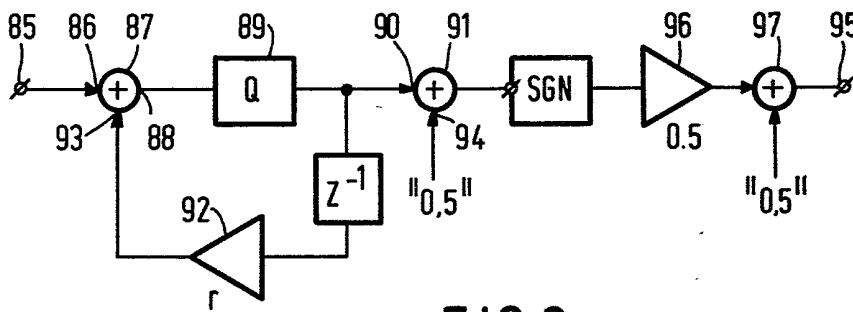 85 86 87 89 90 91 96 97 95
+ Q + SGN +
93 88 94 0.5
Z⁻¹ "0,5" "0,5"
92
r